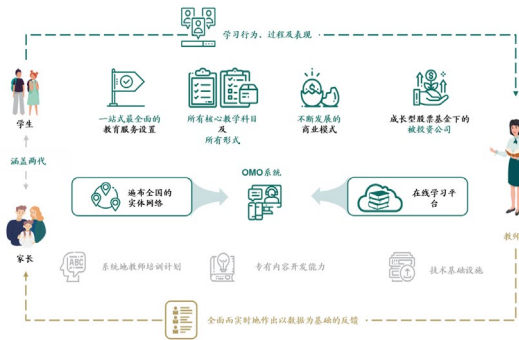 学习行为、过程及表现
学生
一站式最全面的
教育服务设置
所有核心教学科目
及
所有形式
不断发展的
商业模式
成长型股票基金下的
被投资公司
涵盖两代
OMO系统
遍布全国的
实体网络
在线学习平
台
教师
家长
ABC
系统地教师培训计划
专有内容开发能力
技术基础设施
全面而实时地作出以数据为基础的反馈